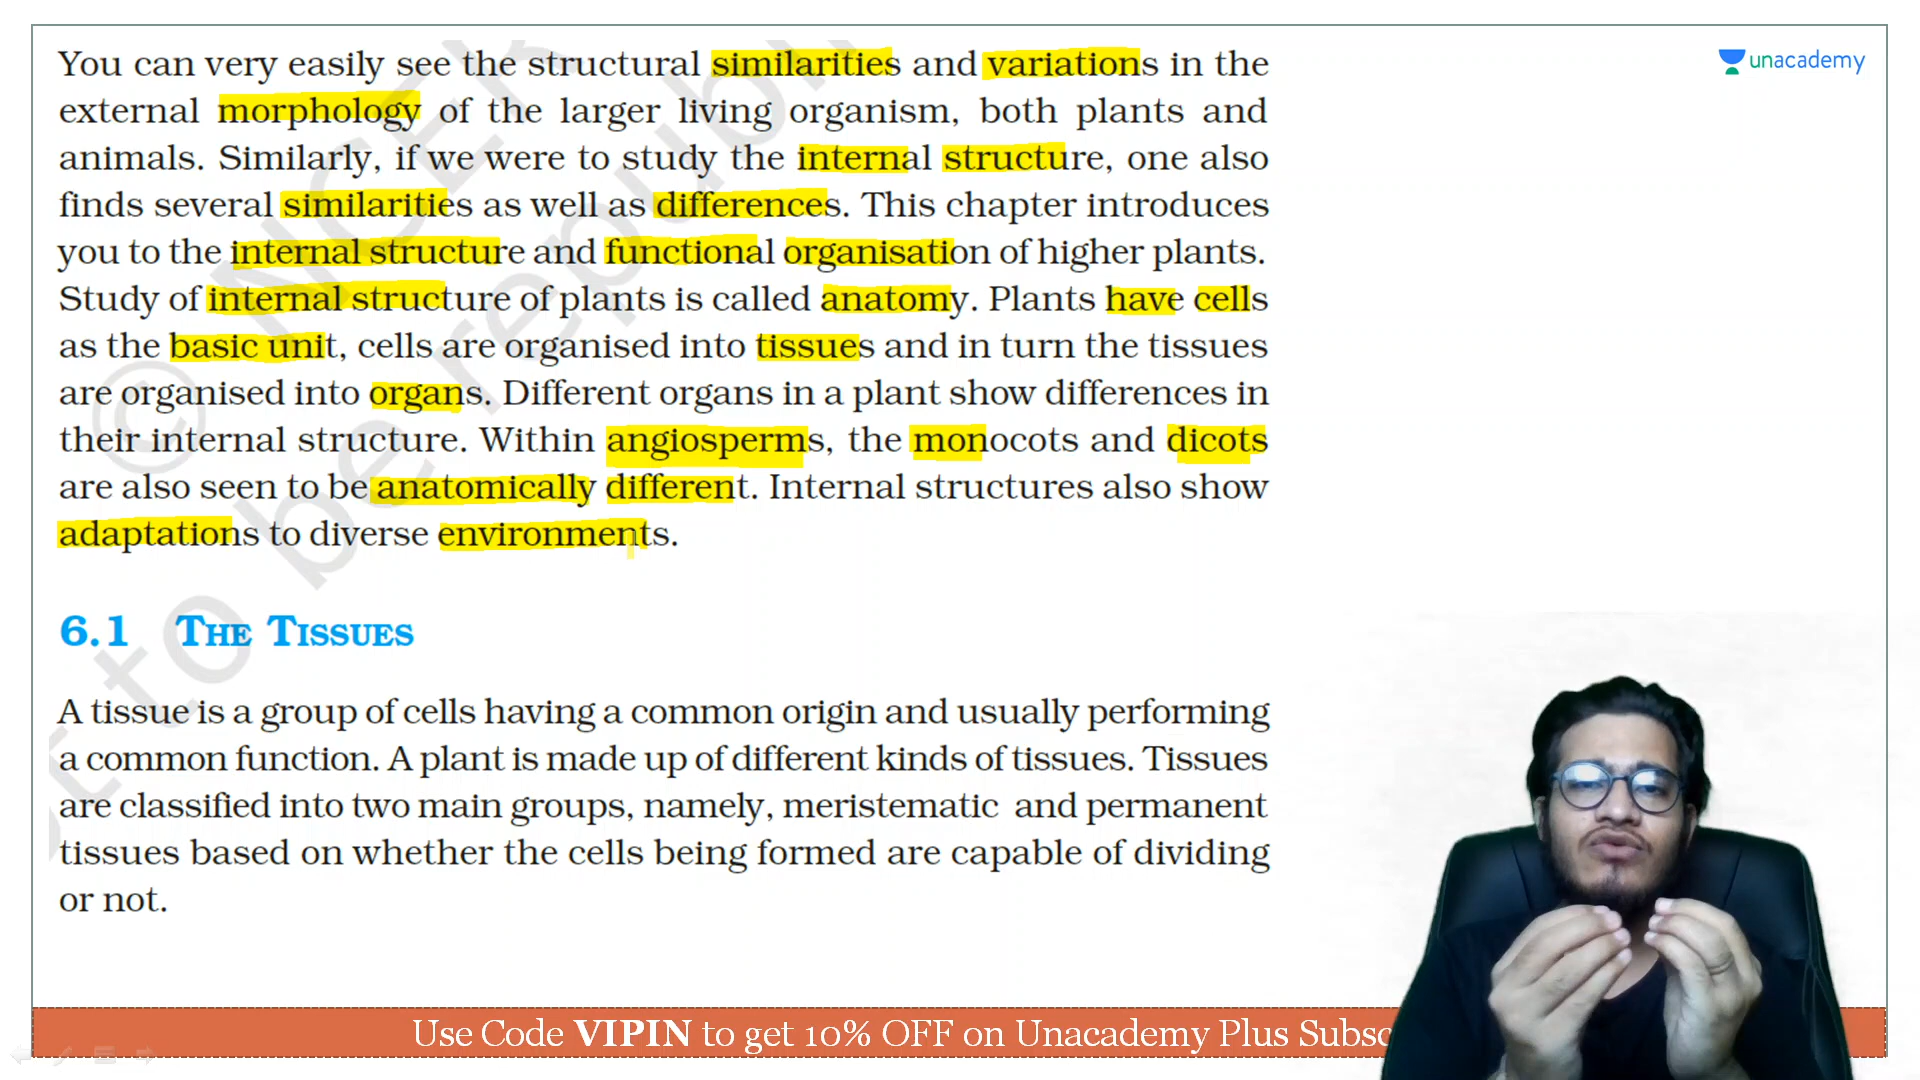 You can very easily see the structural similarities and variations in the
external morphology of the larger living organism, both plants and
animals. Similarly, if we were to study the internal structure, one also
finds several similarities as well as differences. This chapter introduces
you to the internal structure and functional organisation of higher plants.
Study of internal structure of plants is called anatomy. Plants have cells
as the basic unit, cells are organised into tissues and in turn the tissues
are organised into organs. Different organs in a plant show differences in
their internal structure. Within angiosperms, the monocots and dicots
are also seen to be anatomically different. Internal structures also show
adaptations to diverse environments.
unacademy
6.1 THE TISSUES
A tissue is a group of cells having a common origin and usually performing
a common function. A plant is made up of different kinds of tissues. Tissues
are classified into two main groups, namely, meristematic and permanent
tissues based on whether the cells being formed are capable of dividing
or not.
Use Code VIPIN to get 10% OFF on Unacademy Plus Subsc